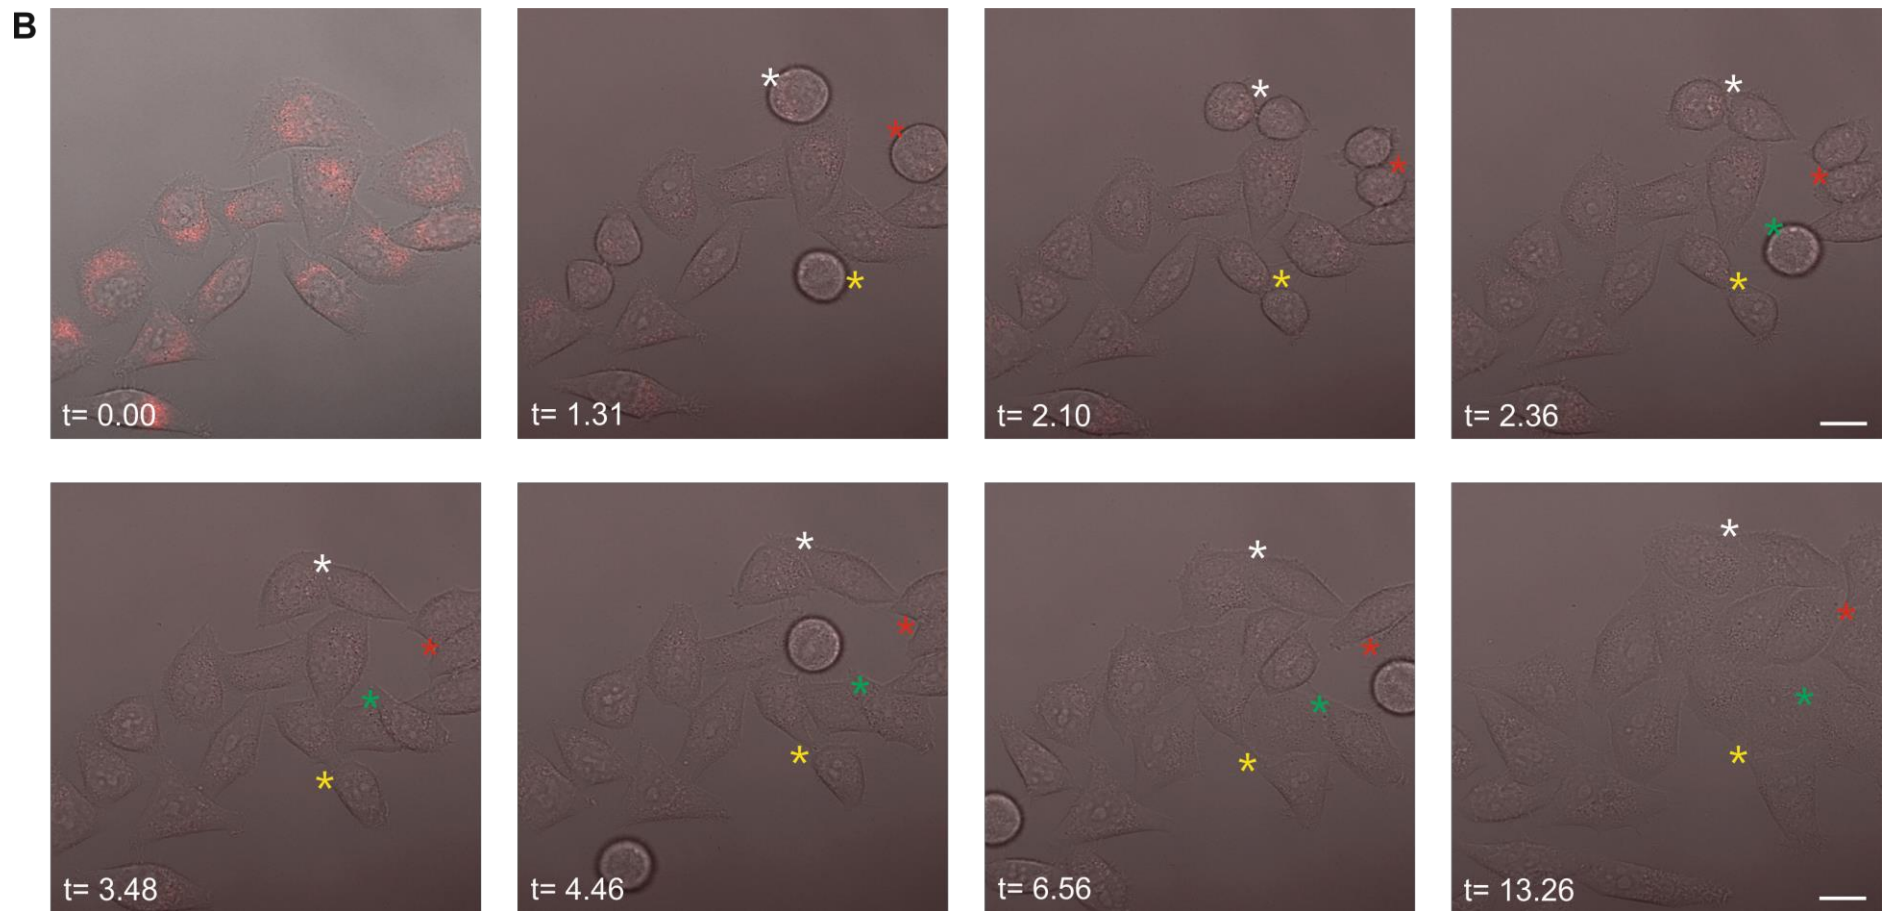 B
t= 0.00
t= 1.31
t= 2.10
t= 2.36
t= 3.48
t= 4.46
t= 6.56
t= 13.26